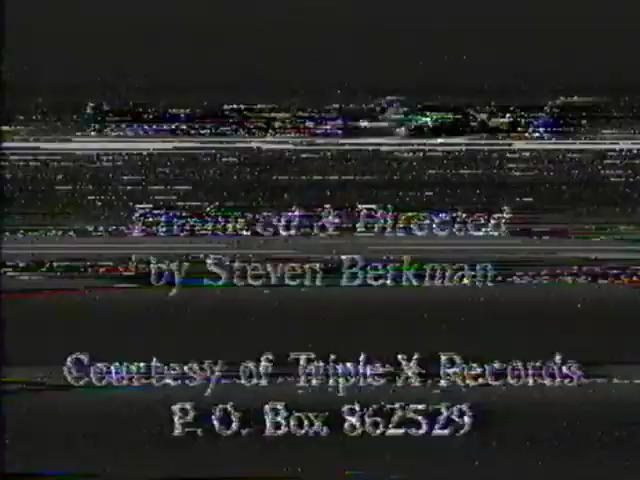 Produced & Directed
by Steven Berkman
Courtesy of Triple X Records
P. O. Box 862529